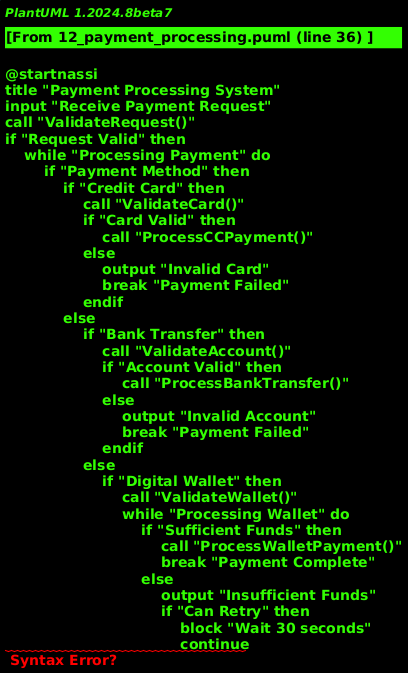 PlantUML 1.2024.8beta7
[From 12_payment_processing.puml (line 36) ]
@startnassi
title "Payment Processing System"
input "Receive Payment Request"
call "ValidateRequest()"
if "Request Valid" then
    while "Processing Payment" do
        if "Payment Method" then
            if "Credit Card" then
                call "ValidateCard()"
                if "Card Valid" then
                    call "ProcessCCPayment()"
                else
                    output "Invalid Card"
                    break "Payment Failed"
                endif
            else
                if "Bank Transfer" then
                    call "ValidateAccount()"
                    if "Account Valid" then
                        call "ProcessBankTransfer()"
                    else
                        output "Invalid Account"
                        break "Payment Failed"
                    endif
                else
                    if "Digital Wallet" then
                        call "ValidateWallet()"
                        while "Processing Wallet" do
                            if "Sufficient Funds" then
                                call "ProcessWalletPayment()"
                                break "Payment Complete"
                            else
                                output "Insufficient Funds"
                                if "Can Retry" then
                                    block "Wait 30 seconds"
                                    continue
Syntax Error?